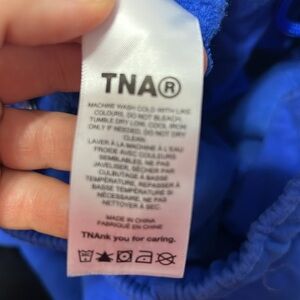 TNA®
MACHINE WASH COLD WITH LIKE
COLOURS, DO NOT BLEACH,
TUMBLE DRY LOW, COOL IRON
ONLY IF NEEDED, DO NOT DRY
CLEAN.
LAVER À LA MACHINE À L'EAU
FROIDE AVEC COULEURS
SEMBLABLES, NE PAS
JAVELISER, SÉCHER PAR
CULBUTAGE À BASSE
TEMPÉRATURE, REPASSER À
BASSE TEMPÉRATURE SI
NÉCESSAIRE, NE PAS
NETTOYER À SEC.
MADE IN CHINA
FABRIQUÉ EN CHINE
TNAnk you for caring.